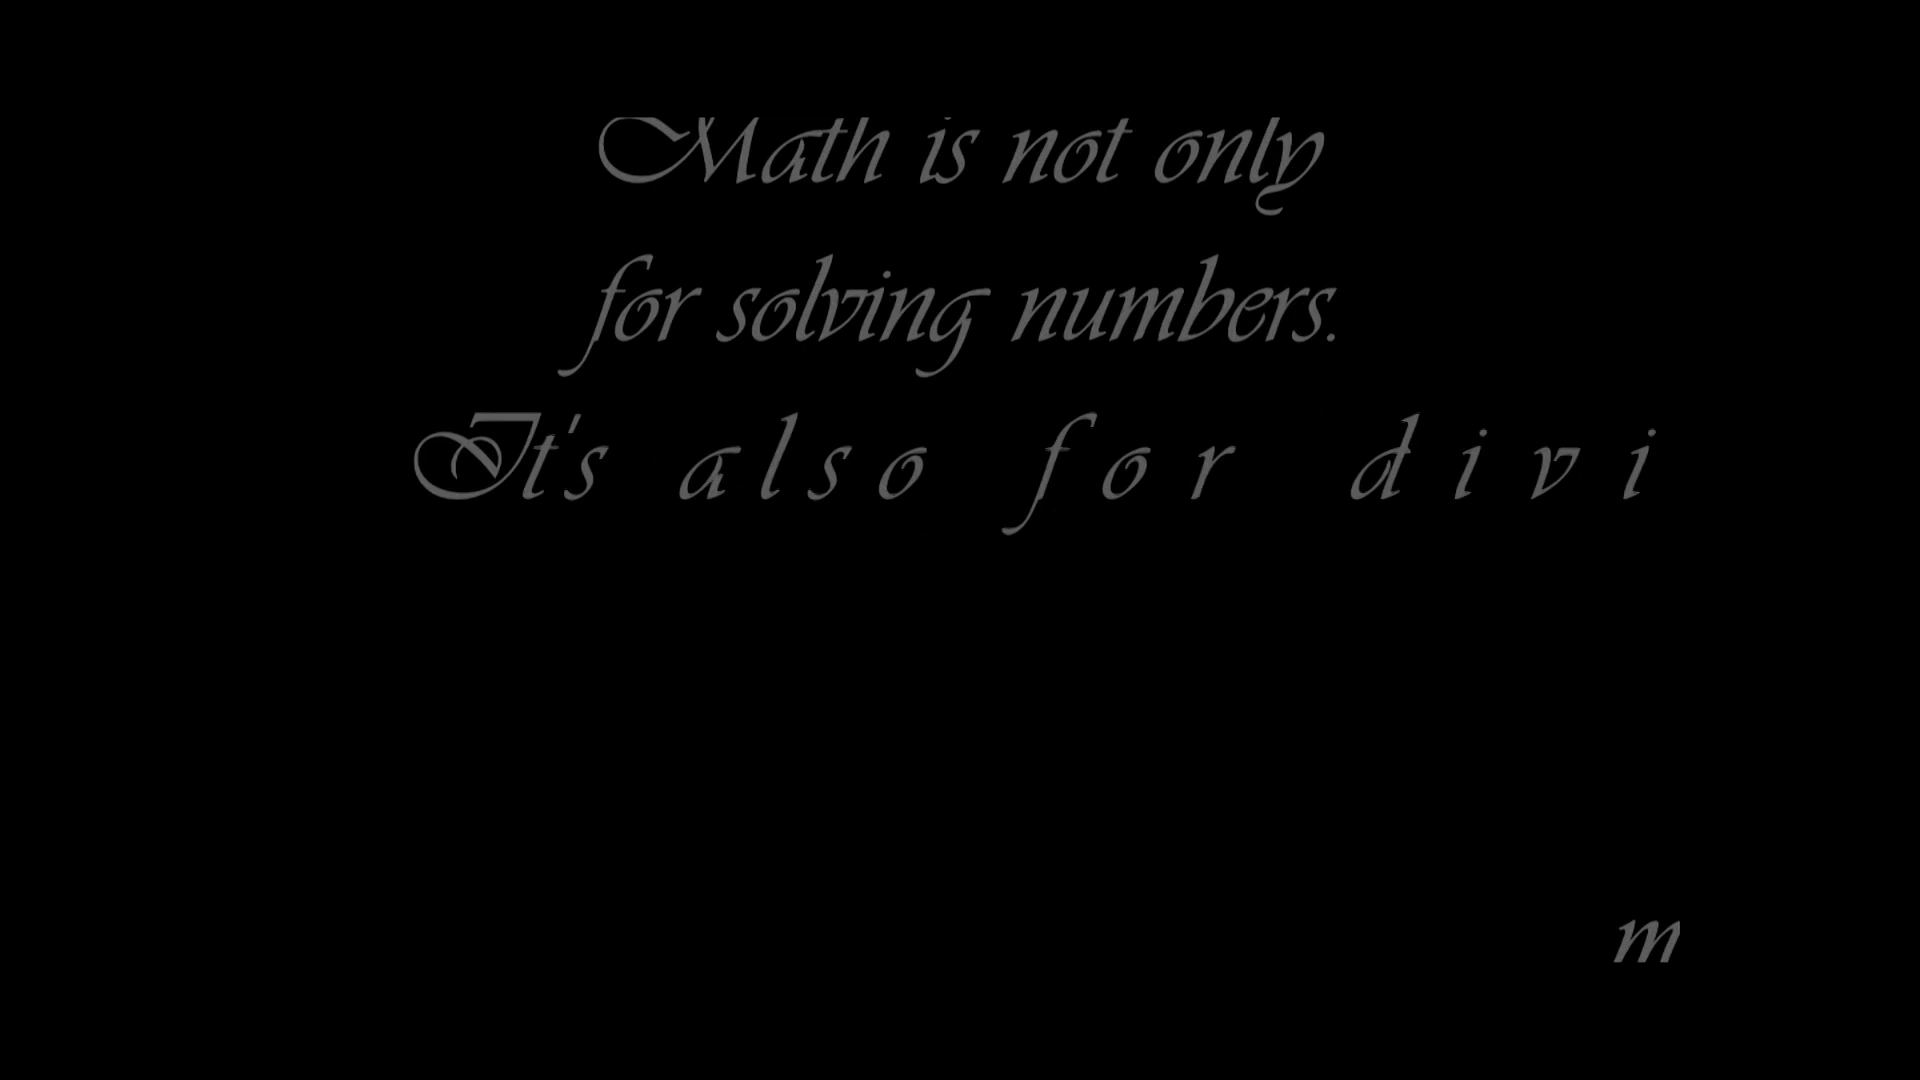 Math is not only
for solving numbers.
It's also for divi
m